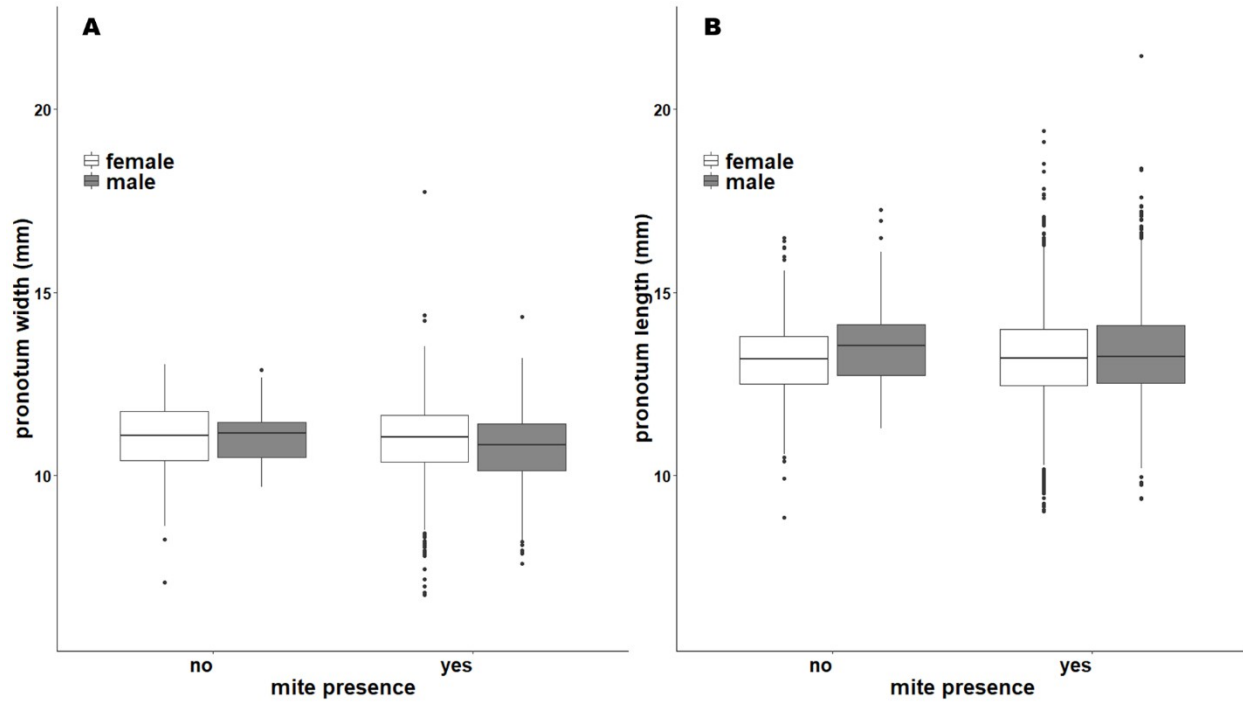 A
20
15
10
pronotum width (mm)
female
male
no
yes
mite presence
B
20
15
10
pronotum length (mm)
female
male
no
yes
mite presence